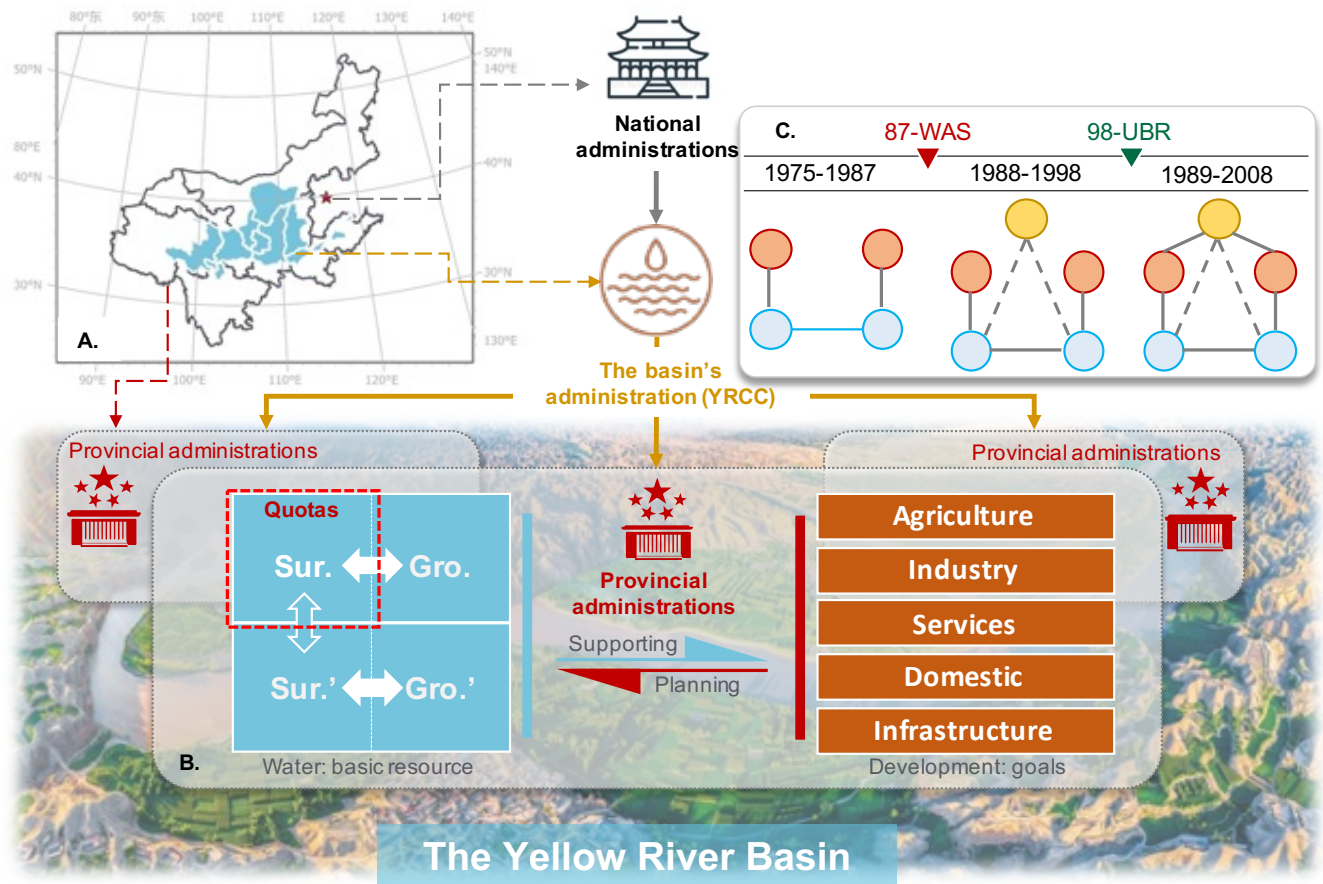 80°东
90°东
100°E
110°E
120°E
130°E
140°E
50°N
50°N
140°E
80°E
40°N
40°N
30°N
30°N
130°E
A.
90°E
100°E
110°E
120°E
National
administrations
The basin's
administration (YRCC)
C.
87-WAS
98-UBR
1975-1987
1988-1998
1989-2008
Provincial administrations
Provincial administrations
Quotas
Sur.
Gro.
Sur.’
Gro.’
B.
Water: basic resource
Provincial
administrations
Supporting
Planning
Agriculture
Industry
Services
Domestic
Infrastructure
Development: goals
The Yellow River Basin